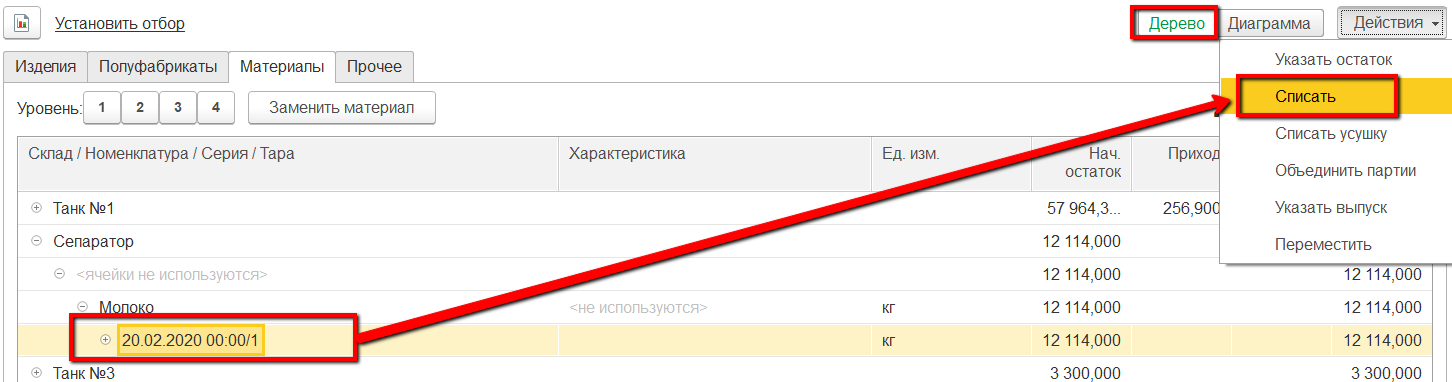 Установить отбор
Дерево
Диаграмма
Действия
Изделия
Полуфабрикаты
Материалы
Прочее
Указать остаток
Списать
Списать усушку
Объединить партии
Указать выпуск
Переместить
Уровень: 1 2 3 4 Заменить материал
Склад / Номенклатура / Серия / Тара
Характеристика
Ед. изм.
Нач. остаток
Приход
Танк №1 57 964,3... 256,900
Сепаратор 12 114,000
<ячейки не используются> 12 114,000 12 114,000
Молоко <не используются> кг 12 114,000 12 114,000
20.02.2020 00:00/1 кг 12 114,000 12 114,000
Танк №3 3 300,000 3 300,000